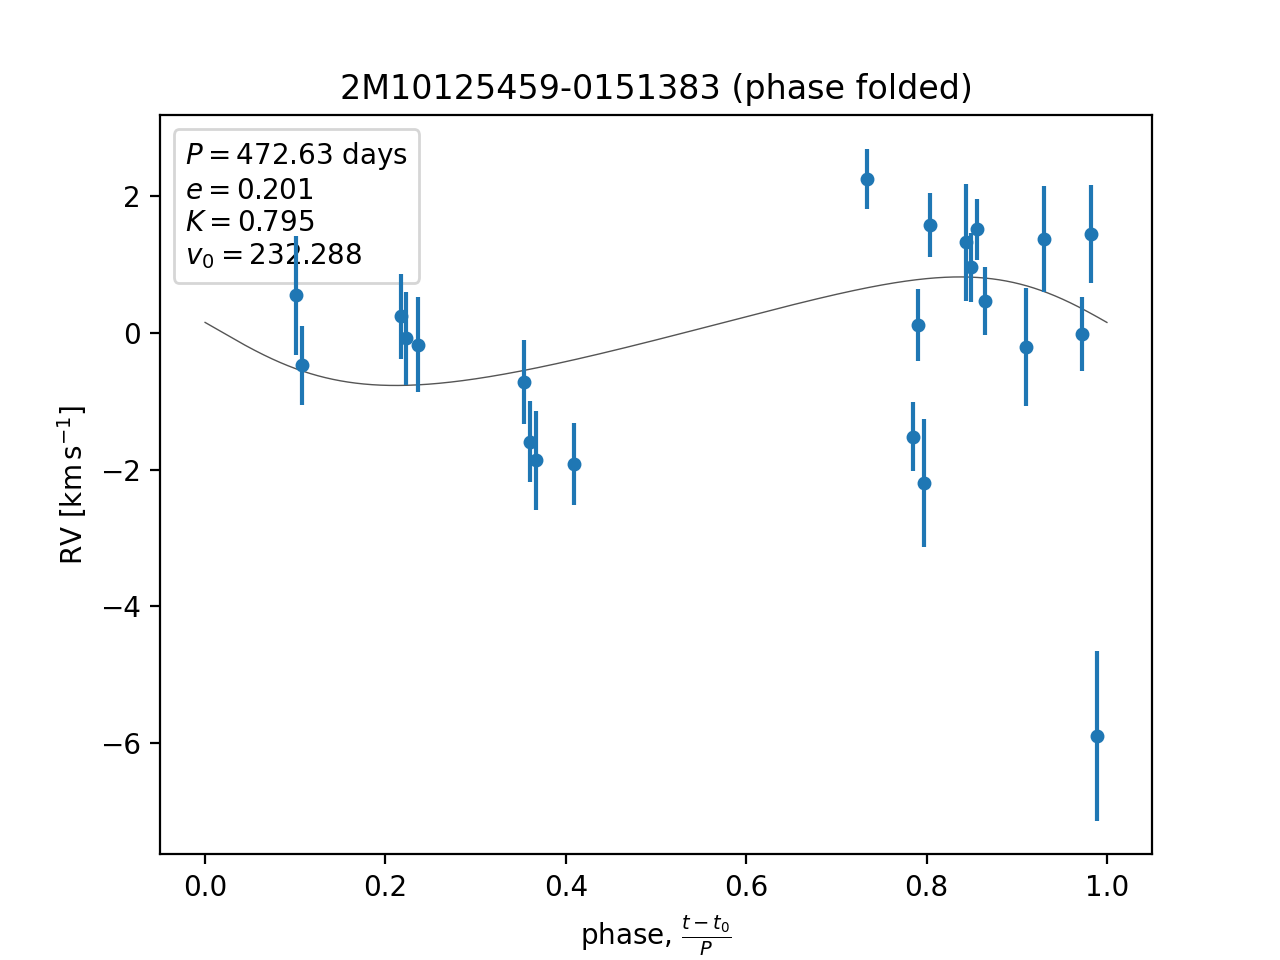 2M10125459-0151383 (phase folded)
P = 472.63 days
e = 0.201
K = 0.795
v₀ = 232.288
RV [km s⁻¹]
2
0
−2
−4
−6
0.0 0.2 0.4 0.6 0.8 1.0
phase, (t − t₀)/P